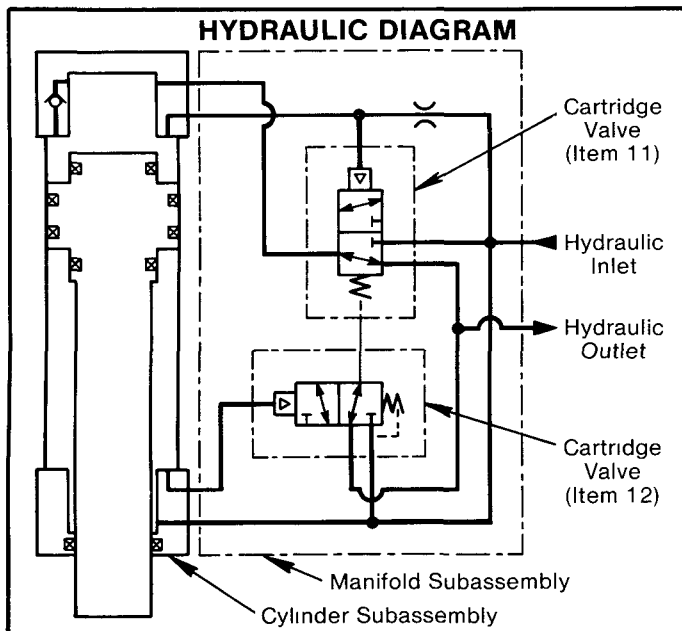 HYDRAULIC DIAGRAM
Cartridge
Valve
(Item 11)
Hydraulic
Inlet
Hydraulic
Outlet
Cartridge
Valve
(Item 12)
Manifold Subassembly
Cylinder Subassembly